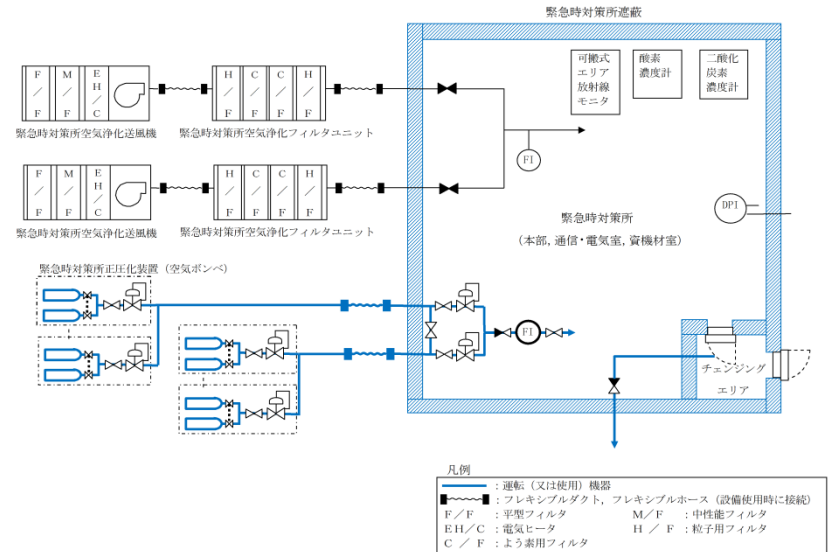 緊急時対策所遮蔽
可搬式
エリア
放射線
モニタ
酸素
濃度計
二酸化
炭素
濃度計
F/F
M/F
EH/C
H/F
C/F
C/F
H/F
緊急時対策所空気浄化送風機
緊急時対策所空気浄化フィルタユニット
FI
F/F
M/F
EH/C
H/F
C/F
C/F
H/F
緊急時対策所空気浄化送風機
緊急時対策所空気浄化フィルタユニット
DPI
緊急時対策所
(本部, 通信・電気室, 資機材室)
緊急時対策所正圧化装置(空気ボンベ)
FI
チェンジング
エリア
凡例
:運転(又は使用)機器
:フレキシブルダクト, フレキシブルホース(設備使用時に接続)
F/F :平型フィルタ M/F :中性能フィルタ
EH/C :電気ヒータ H / F :粒子用フィルタ
C / F :よう素用フィルタ